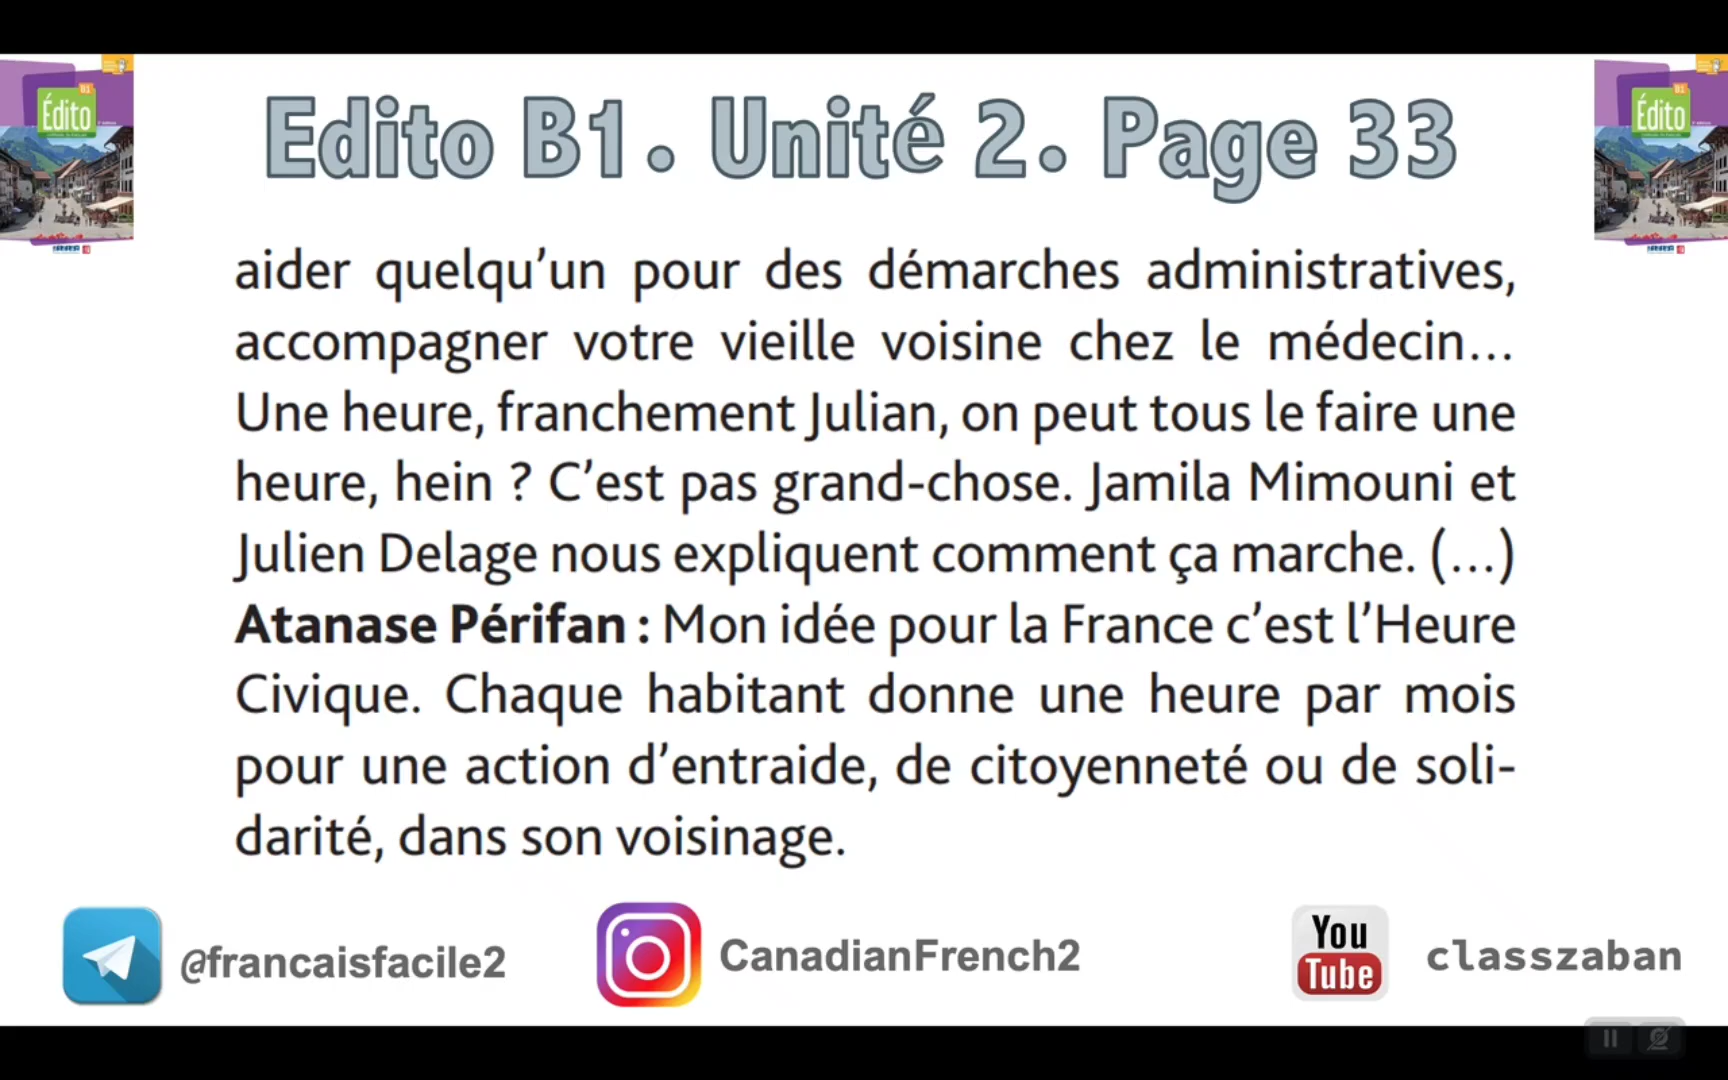 Edito B1. Unité 2. Page 33
B1
Édito
B1
Édito
aider quelqu’un pour des démarches administratives,
accompagner votre vieille voisine chez le médecin…
Une heure, franchement Julian, on peut tous le faire une
heure, hein ? C’est pas grand-chose. Jamila Mimouni et
Julien Delage nous expliquent comment ça marche. (…)
Atanase Périfan : Mon idée pour la France c’est l’Heure
Civique. Chaque habitant donne une heure par mois
pour une action d’entraide, de citoyenneté ou de soli-
darité, dans son voisinage.
@francaisfacile2
CanadianFrench2
You
Tube
classzaban